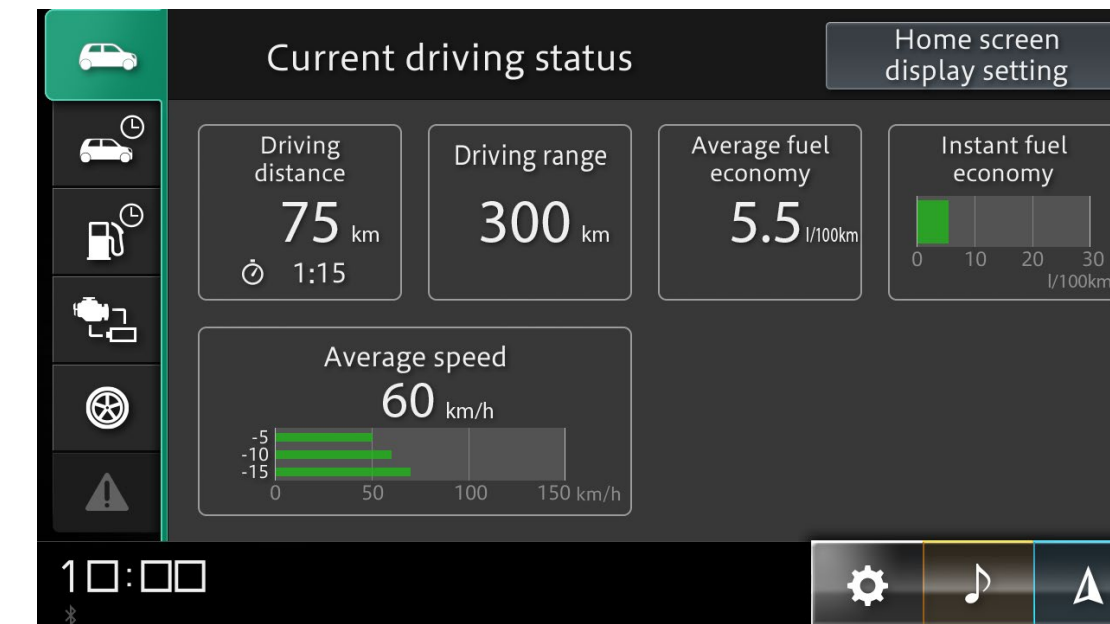 Current driving status
Home screen
display setting
Driving
distance
75 km
1:15
Driving range
300 km
Average fuel
economy
5.5 l/100km
Instant fuel
economy
0 10 20 30
l/100km
Average speed
60 km/h
-5
-10
-15
0 50 100 150 km/h
10:00